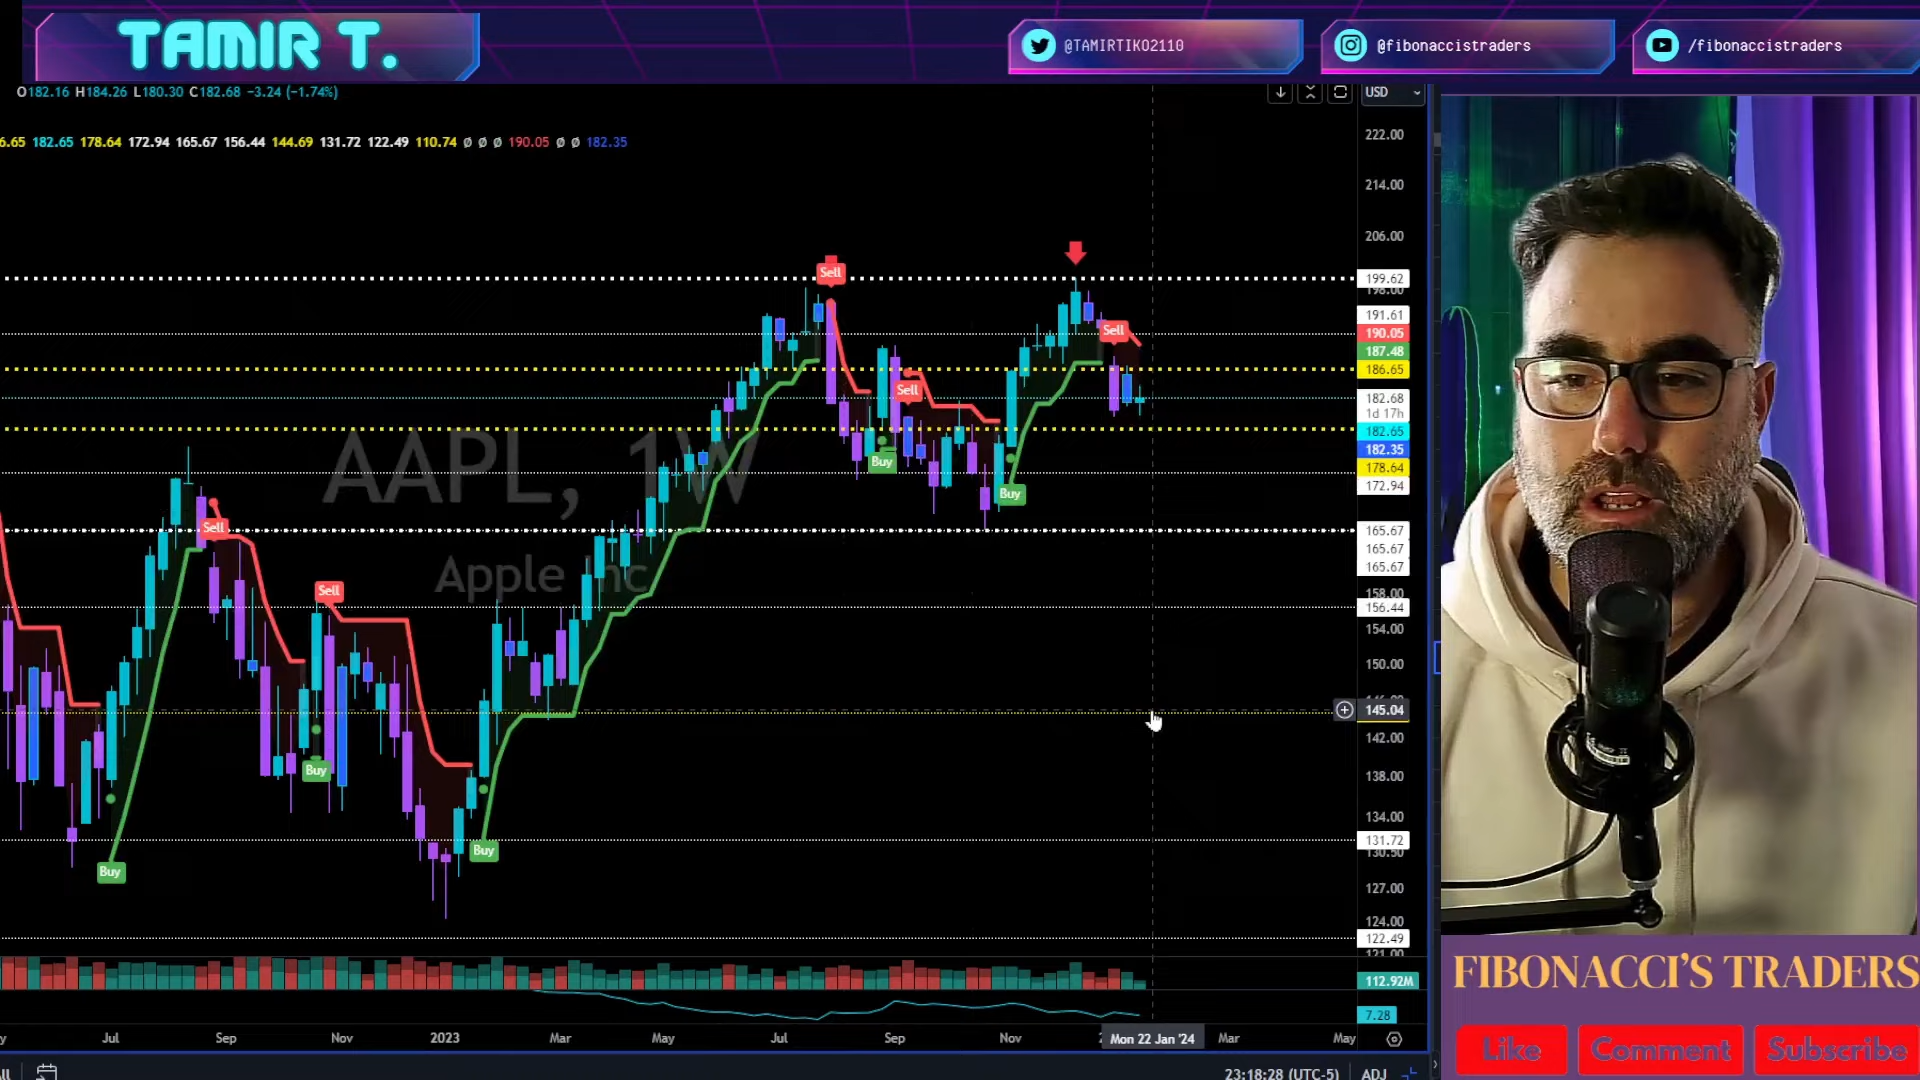 TAMIR T.
@TAMIRTIKO2110
@fibonaccistraders
/fibonaccistraders
O182.16 H184.26 L180.30 C182.68 −3.24 (−1.74%)
USD
6.65 182.65 178.64 172.94 165.67 156.44 144.69 131.72 122.49 110.74 ∅ ∅ ∅ 190.05 ∅ ∅ 182.35
222.00
214.00
206.00
199.62
198.00
191.61
190.05
187.48
186.65
182.68
1d 17h
182.65
182.35
178.64
172.94
165.67
165.67
165.67
158.00
156.44
154.00
150.00
145.04
142.00
138.00
134.00
131.72
130.50
127.00
124.00
122.49
121.00
112.92M
7.28
AAPL, 1W
Apple Inc
Sell
Sell
Sell
Sell
Sell
Buy
Buy
Buy
Buy
Buy
Jul
Sep
Nov
2023
Mar
May
Jul
Sep
Nov
Mon 22 Jan '24
Mar
May
23:18:28 (UTC-5)
ADJ
FIBONACCI'S TRADERS
Like
Comment
Subscribe